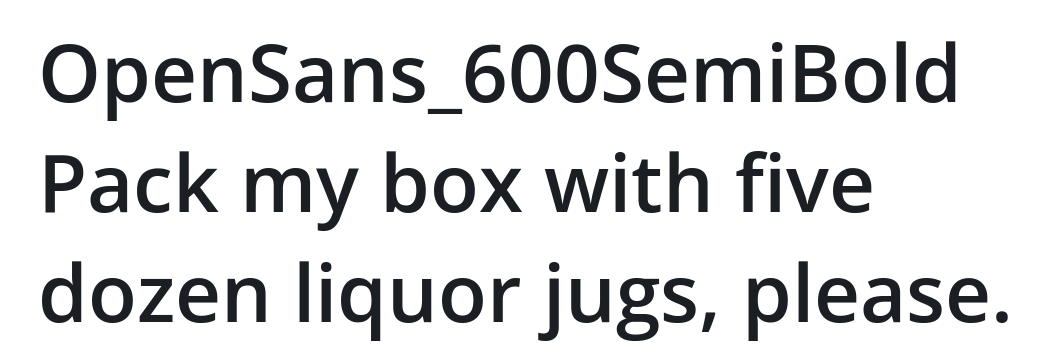 OpenSans_600SemiBold
Pack my box with five
dozen liquor jugs, please.